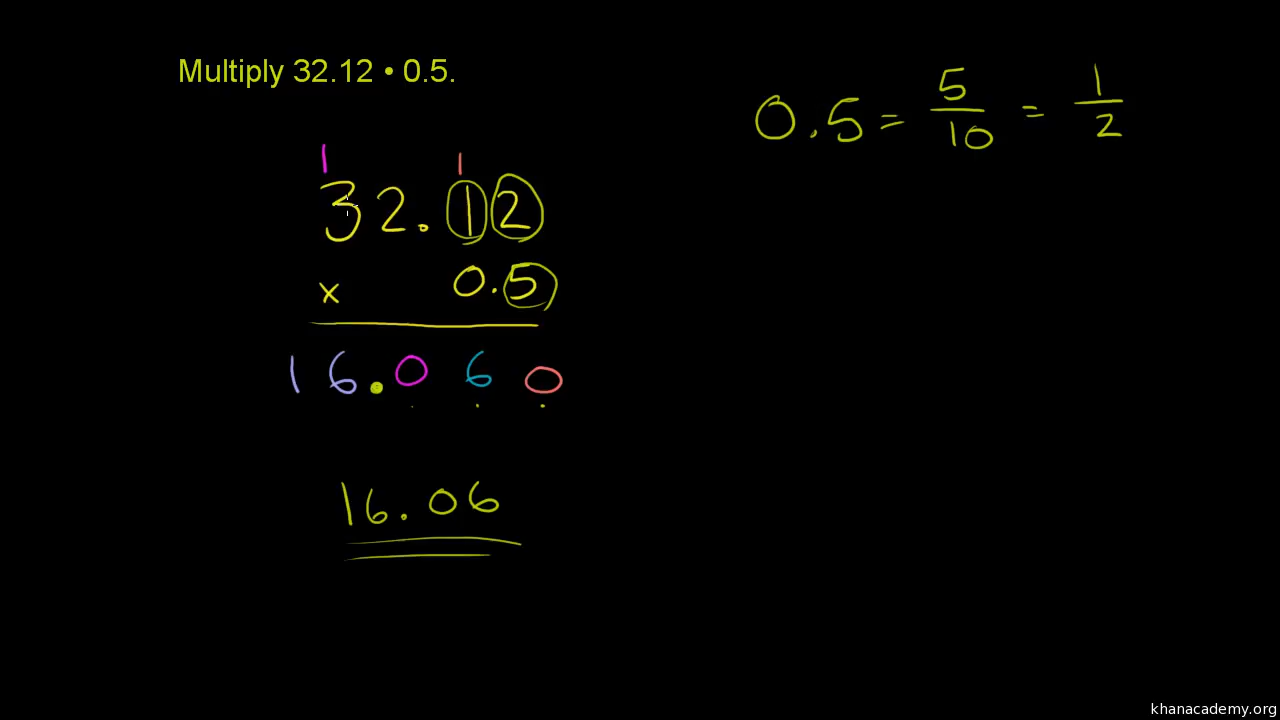 Multiply 32.12 • 0.5.
0.5 = 5/10 = 1/2
1 1
32.12
x 0.5
16.060
16.06
khanacademy.org